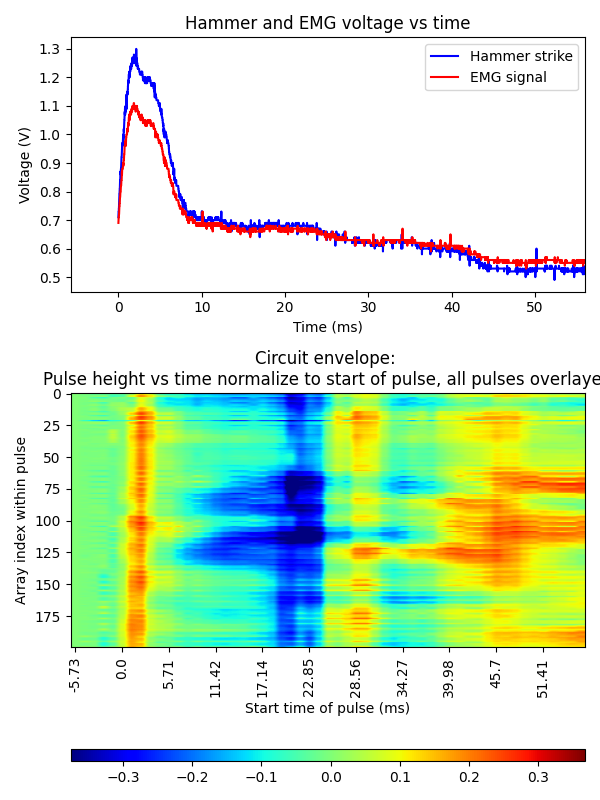 Hammer and EMG voltage vs time
Voltage (V)
1.3
1.2
1.1
1.0
0.9
0.8
0.7
0.6
0.5
Hammer strike
EMG signal
0 10 20 30 40 50
Time (ms)
Circuit envelope:
Pulse height vs time normalize to start of pulse, all pulses overlaye
Array index within pulse
0
25
50
75
100
125
150
175
-5.73 0.0 5.71 11.42 17.14 22.85 28.56 34.27 39.98 45.7 51.41
Start time of pulse (ms)
−0.3 −0.2 −0.1 0.0 0.1 0.2 0.3